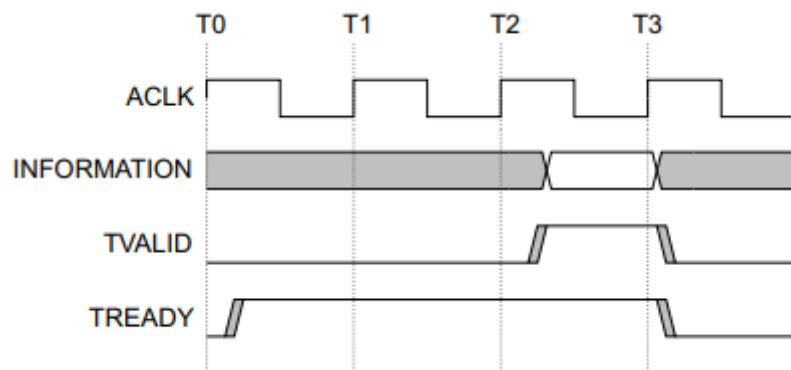 T0 T1 T2 T3
ACLK
INFORMATION
TVALID
TREADY